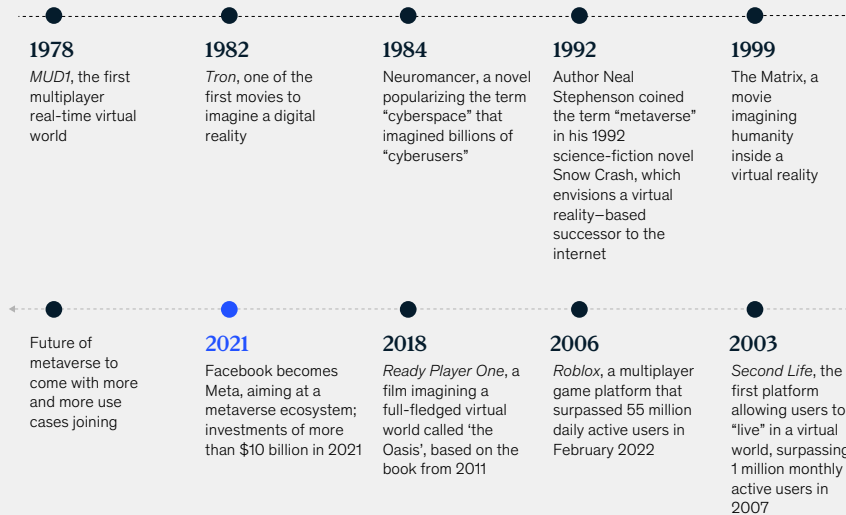 1978
MUD1, the first
multiplayer
real-time virtual
world
1982
Tron, one of the
first movies to
imagine a digital
reality
1984
Neuromancer, a novel
popularizing the term
“cyberspace” that
imagined billions of
“cyberusers”
1992
Author Neal
Stephenson coined
the term “metaverse”
in his 1992
science-fiction novel
Snow Crash, which
envisions a virtual
reality–based
successor to the
internet
1999
The Matrix, a
movie
imagining
humanity
inside a
virtual reality
Future of
metaverse to
come with more
and more use
cases joining
2021
Facebook becomes
Meta, aiming at a
metaverse ecosystem;
investments of more
than $10 billion in 2021
2018
Ready Player One, a
film imagining a
full-fledged virtual
world called ‘the
Oasis’, based on the
book from 2011
2006
Roblox, a multiplayer
game platform that
surpassed 55 million
daily active users in
February 2022
2003
Second Life, the
first platform
allowing users to
“live” in a virtual
world, surpassing
1 million monthly
active users in
2007